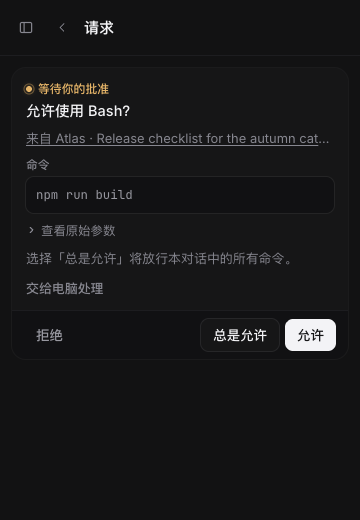 请求
等待你的批准
允许使用 Bash?
来自 Atlas · Release checklist for the autumn cat...
命令
npm run build
查看原始参数
选择「总是允许」将放行本对话中的所有命令。
交给电脑处理
拒绝
总是允许
允许